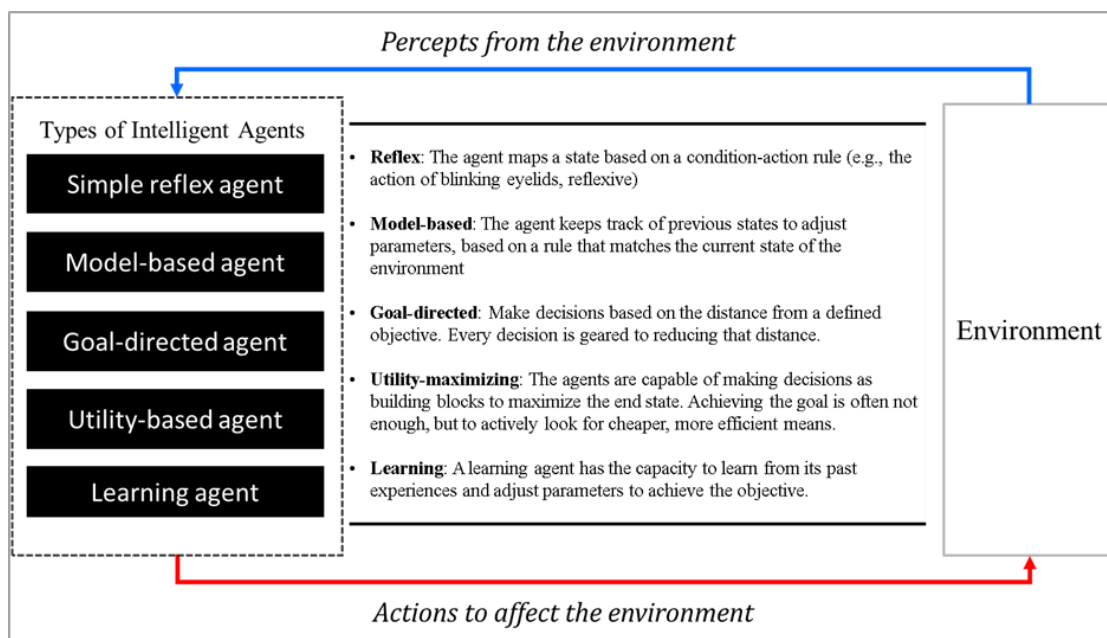 Percepts from the environment
Types of Intelligent Agents
Simple reflex agent
Model-based agent
Goal-directed agent
Utility-based agent
Learning agent
• Reflex: The agent maps a state based on a condition-action rule (e.g., the
action of blinking eyelids, reflexive)
• Model-based: The agent keeps track of previous states to adjust
parameters, based on a rule that matches the current state of the
environment
• Goal-directed: Make decisions based on the distance from a defined
objective. Every decision is geared to reducing that distance.
• Utility-maximizing: The agents are capable of making decisions as
building blocks to maximize the end state. Achieving the goal is often not
enough, but to actively look for cheaper, more efficient means.
• Learning: A learning agent has the capacity to learn from its past
experiences and adjust parameters to achieve the objective.
Environment
Actions to affect the environment